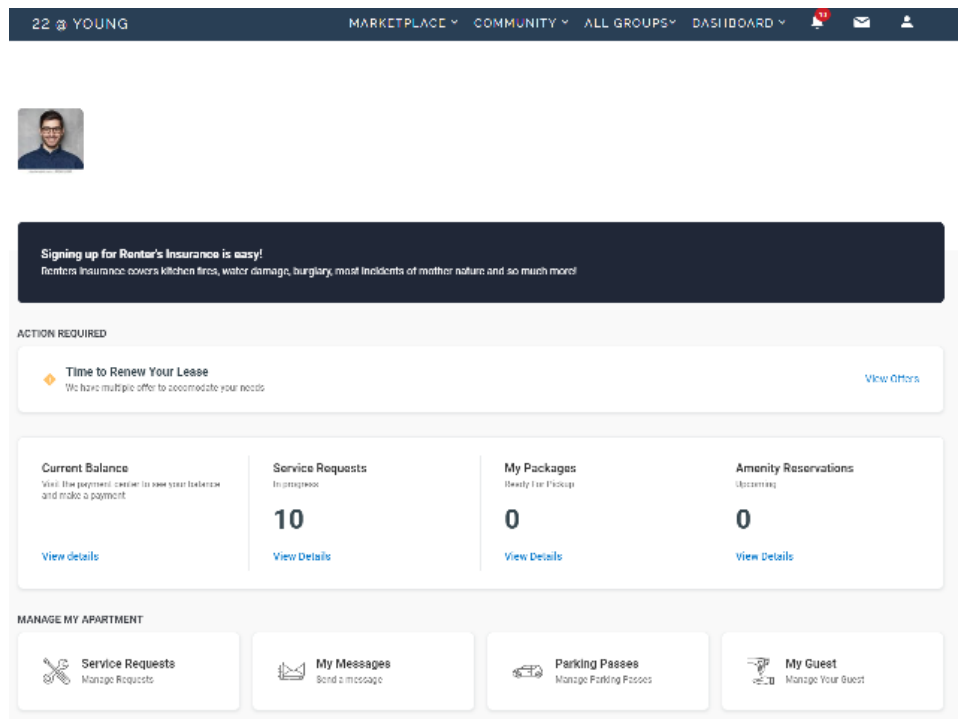 22 @ YOUNG
MARKETPLACE COMMUNITY ALL GROUPS DASHBOARD
Signing up for Renter's Insurance is easy!
Renters Insurance covers kitchen fires, water damage, burglary, most incidents of mother nature and so much more!
ACTION REQUIRED
Time to Renew Your Lease
We have multiple offer to accomodate your needs
View Offers
Current Balance
Visit the payment center to see your balance
and make a payment
View details
Service Requests
In progress
10
View Details
My Packages
Ready For Pickup
0
View Details
Amenity Reservations
Upcoming
0
View Details
MANAGE MY APARTMENT
Service Requests
Manage Requests
My Messages
Send a message
Parking Passes
Manage Parking Passes
My Guest
Manage Your Guest